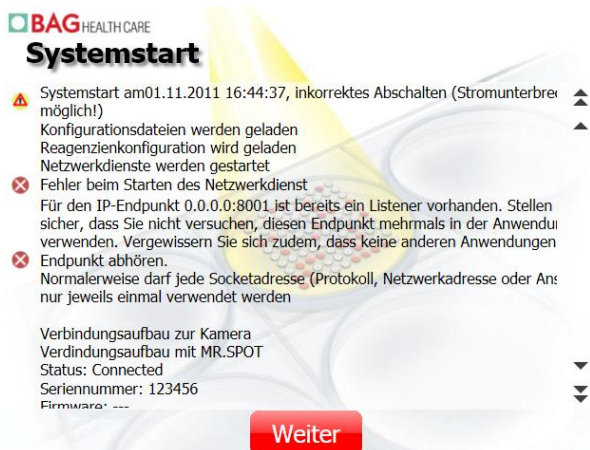 BAG HEALTH CARE
Systemstart
Systemstart am01.11.2011 16:44:37, inkorrektes Abschalten
möglich!)
Konfigurationsdateien werden geladen
Reagenzienkonfiguration wird geladen
Netzwerkdienste werden gestartet
Fehler beim Starten des Netzwerkdienst
Für den IP-Endpunkt 0.0.0.0:8001 ist bereits ein Listener vorhanden. Stellen
sicher, dass Sie nicht versuchen, diesen Endpunkt mehrmals in der
verwenden. Vergewissern Sie sich zudem, dass keine anderen Anwendungen
Endpunkt abhören.
Normalerweise darf jede Socketadresse (Protokoll, Netzwerkadresse oder
nur jeweils einmal verwendet werden
Verbindungsaufbau zur Kamera
Verdindungsaufbau mit MR.SPOT
Status: Connected
Seriennummer: 123456
Firmware: ---
Weiter